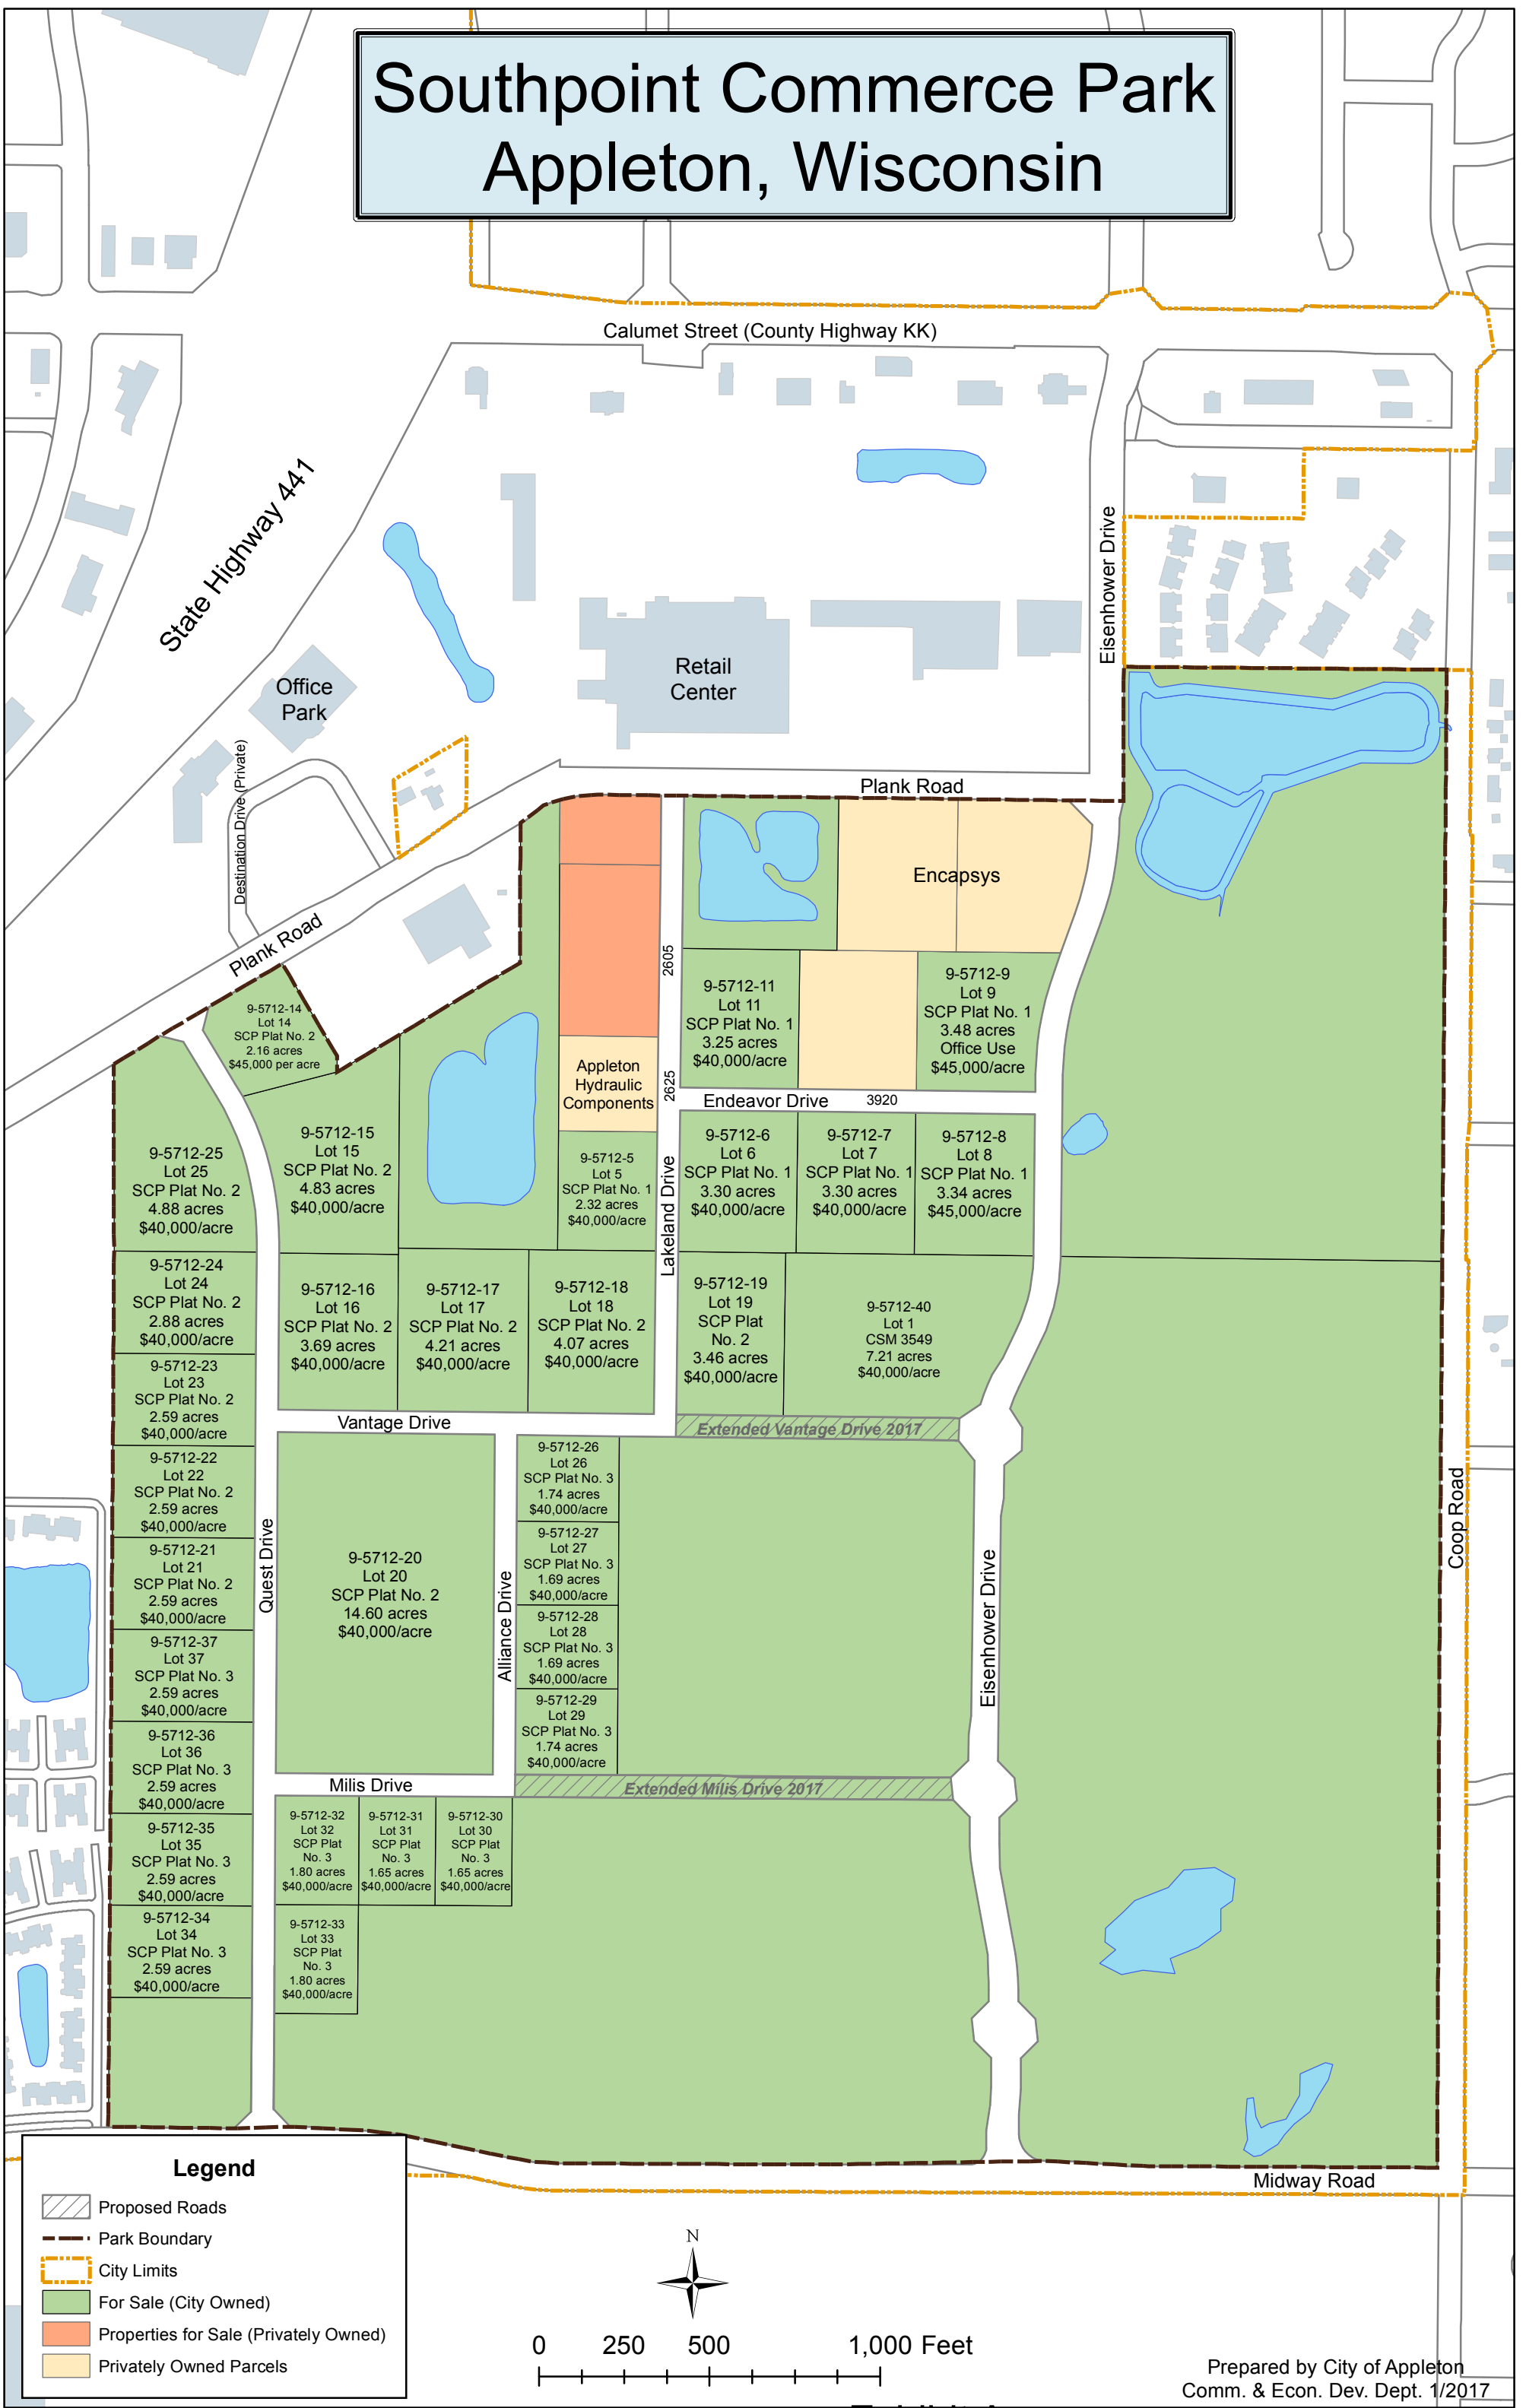 Southpoint Commerce Park
Appleton, Wisconsin
Calumet Street (County Highway KK)
State Highway 441
Eisenhower Drive
Office
Park
Retail
Center
Destination Drive (Private)
Plank Road
Plank Road
Encapsys
2605
9-5712-11
Lot 11
SCP Plat No. 1
3.25 acres
$40,000/acre
9-5712-9
Lot 9
SCP Plat No. 1
3.48 acres
Office Use
$45,000/acre
9-5712-14
Lot 14
SCP Plat No. 2
2.16 acres
$45,000 per acre
Appleton
Hydraulic
Components
2625
Endeavor Drive
3920
9-5712-25
Lot 25
SCP Plat No. 2
4.88 acres
$40,000/acre
9-5712-15
Lot 15
SCP Plat No. 2
4.83 acres
$40,000/acre
9-5712-5
Lot 5
SCP Plat No. 1
2.32 acres
$40,000/acre
Lakeland Drive
9-5712-6
Lot 6
SCP Plat No. 1
3.30 acres
$40,000/acre
9-5712-7
Lot 7
SCP Plat No. 1
3.30 acres
$40,000/acre
9-5712-8
Lot 8
SCP Plat No. 1
3.34 acres
$45,000/acre
9-5712-24
Lot 24
SCP Plat No. 2
2.88 acres
$40,000/acre
9-5712-16
Lot 16
SCP Plat No. 2
3.69 acres
$40,000/acre
9-5712-17
Lot 17
SCP Plat No. 2
4.21 acres
$40,000/acre
9-5712-18
Lot 18
SCP Plat No. 2
4.07 acres
$40,000/acre
9-5712-19
Lot 19
SCP Plat
No. 2
3.46 acres
$40,000/acre
9-5712-40
Lot 1
CSM 3549
7.21 acres
$40,000/acre
9-5712-23
Lot 23
SCP Plat No. 2
2.59 acres
$40,000/acre
Vantage Drive
Extended Vantage Drive 2017
9-5712-22
Lot 22
SCP Plat No. 2
2.59 acres
$40,000/acre
9-5712-26
Lot 26
SCP Plat No. 3
1.74 acres
$40,000/acre
Quest Drive
9-5712-21
Lot 21
SCP Plat No. 2
2.59 acres
$40,000/acre
9-5712-20
Lot 20
SCP Plat No. 2
14.60 acres
$40,000/acre
Alliance Drive
9-5712-27
Lot 27
SCP Plat No. 3
1.69 acres
$40,000/acre
9-5712-28
Lot 28
SCP Plat No. 3
1.69 acres
$40,000/acre
Eisenhower Drive
Coop Road
9-5712-37
Lot 37
SCP Plat No. 3
2.59 acres
$40,000/acre
9-5712-29
Lot 29
SCP Plat No. 3
1.74 acres
$40,000/acre
9-5712-36
Lot 36
SCP Plat No. 3
2.59 acres
$40,000/acre
Milis Drive
Extended Milis Drive 2017
9-5712-35
Lot 35
SCP Plat No. 3
2.59 acres
$40,000/acre
9-5712-32
Lot 32
SCP Plat
No. 3
1.80 acres
$40,000/acre
9-5712-31
Lot 31
SCP Plat
No. 3
1.65 acres
$40,000/acre
9-5712-30
Lot 30
SCP Plat
No. 3
1.65 acres
$40,000/acre
9-5712-34
Lot 34
SCP Plat No. 3
2.59 acres
$40,000/acre
9-5712-33
Lot 33
SCP Plat
No. 3
1.80 acres
$40,000/acre
Midway Road
Legend
Proposed Roads
Park Boundary
City Limits
For Sale (City Owned)
Properties for Sale (Privately Owned)
Privately Owned Parcels
N
0 250 500 1,000 Feet
Prepared by City of Appleton
Comm. & Econ. Dev. Dept. 1/2017